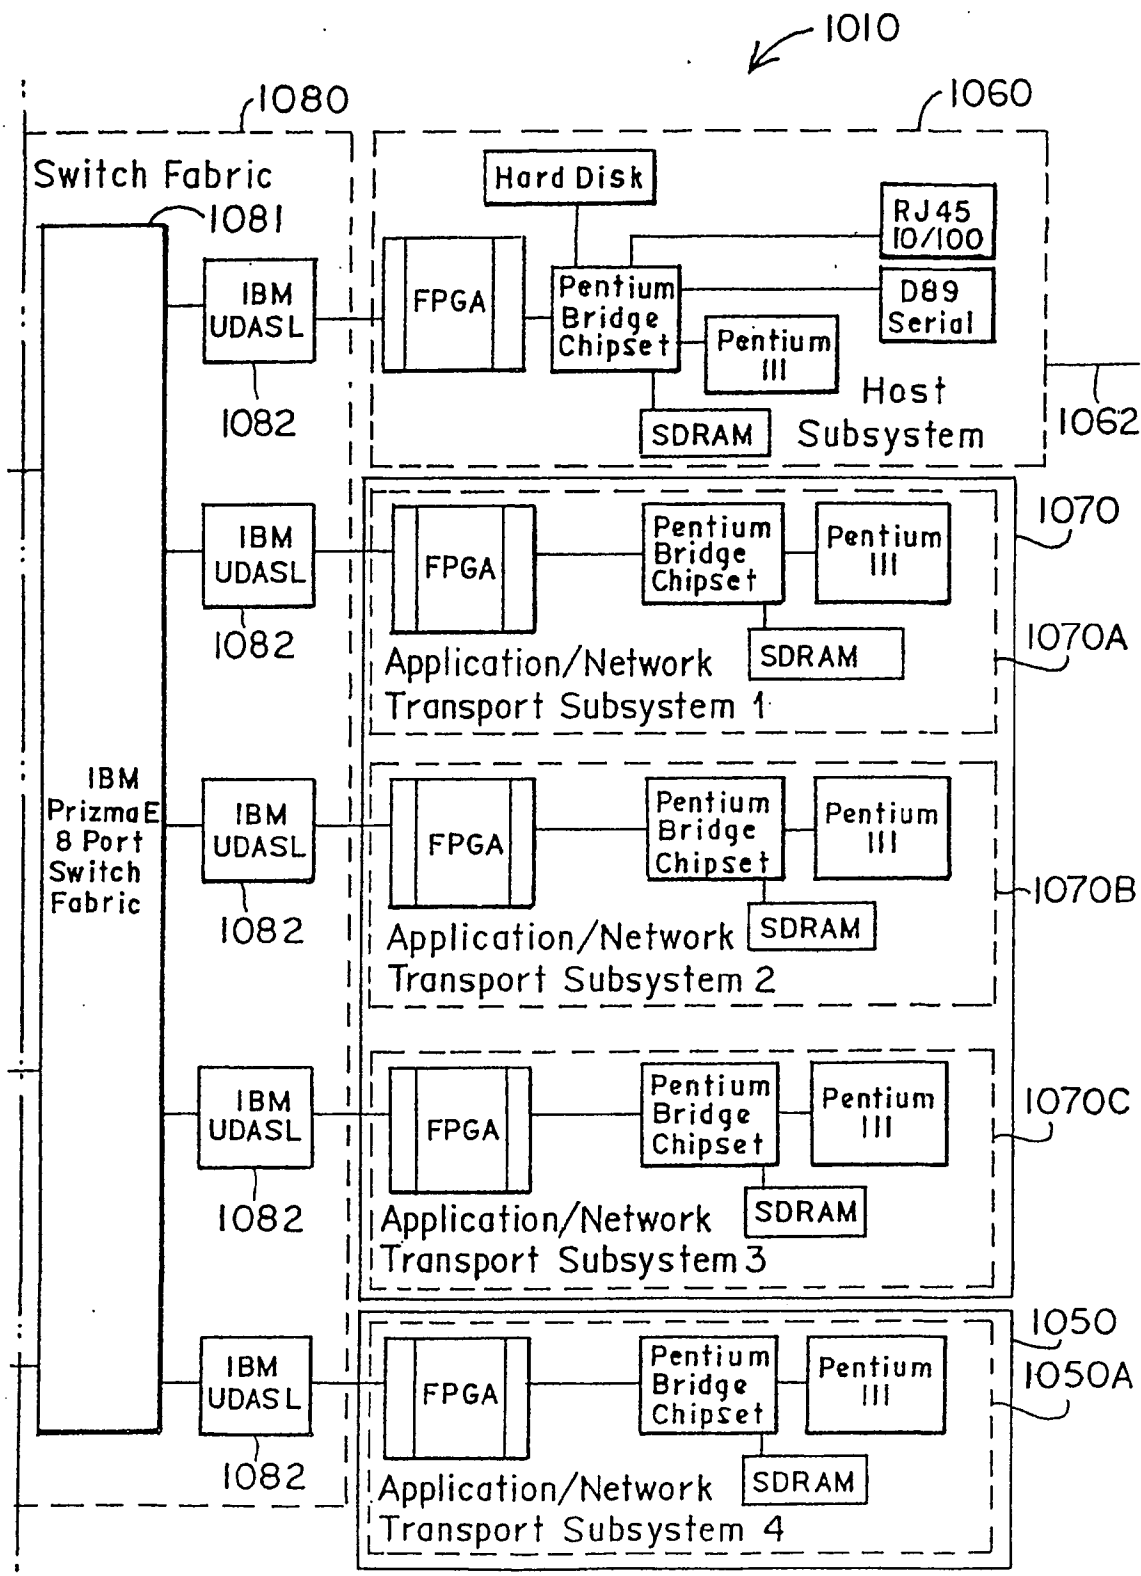 1010
1080
1060
Switch Fabric
1081
Hard Disk
RJ45
10/100
IBM
UDASL
FPGA
Pentium
Bridge
Chipset
D89
Serial
Pentium
III
Host
Subsystem
SDRAM
1082
1062
IBM
UDASL
FPGA
Pentium
Bridge
Chipset
Pentium
III
1070
1082
SDRAM
1070A
Application/Network
Transport Subsystem 1
IBM
PrizmaE
8 Port
Switch
Fabric
IBM
UDASL
FPGA
Pentium
Bridge
Chipset
Pentium
III
1070B
1082
SDRAM
Application/Network
Transport Subsystem 2
IBM
UDASL
FPGA
Pentium
Bridge
Chipset
Pentium
III
1070C
1082
SDRAM
Application/Network
Transport Subsystem 3
IBM
UDASL
FPGA
Pentium
Bridge
Chipset
Pentium
III
1050
1050A
1082
SDRAM
Application/Network
Transport Subsystem 4